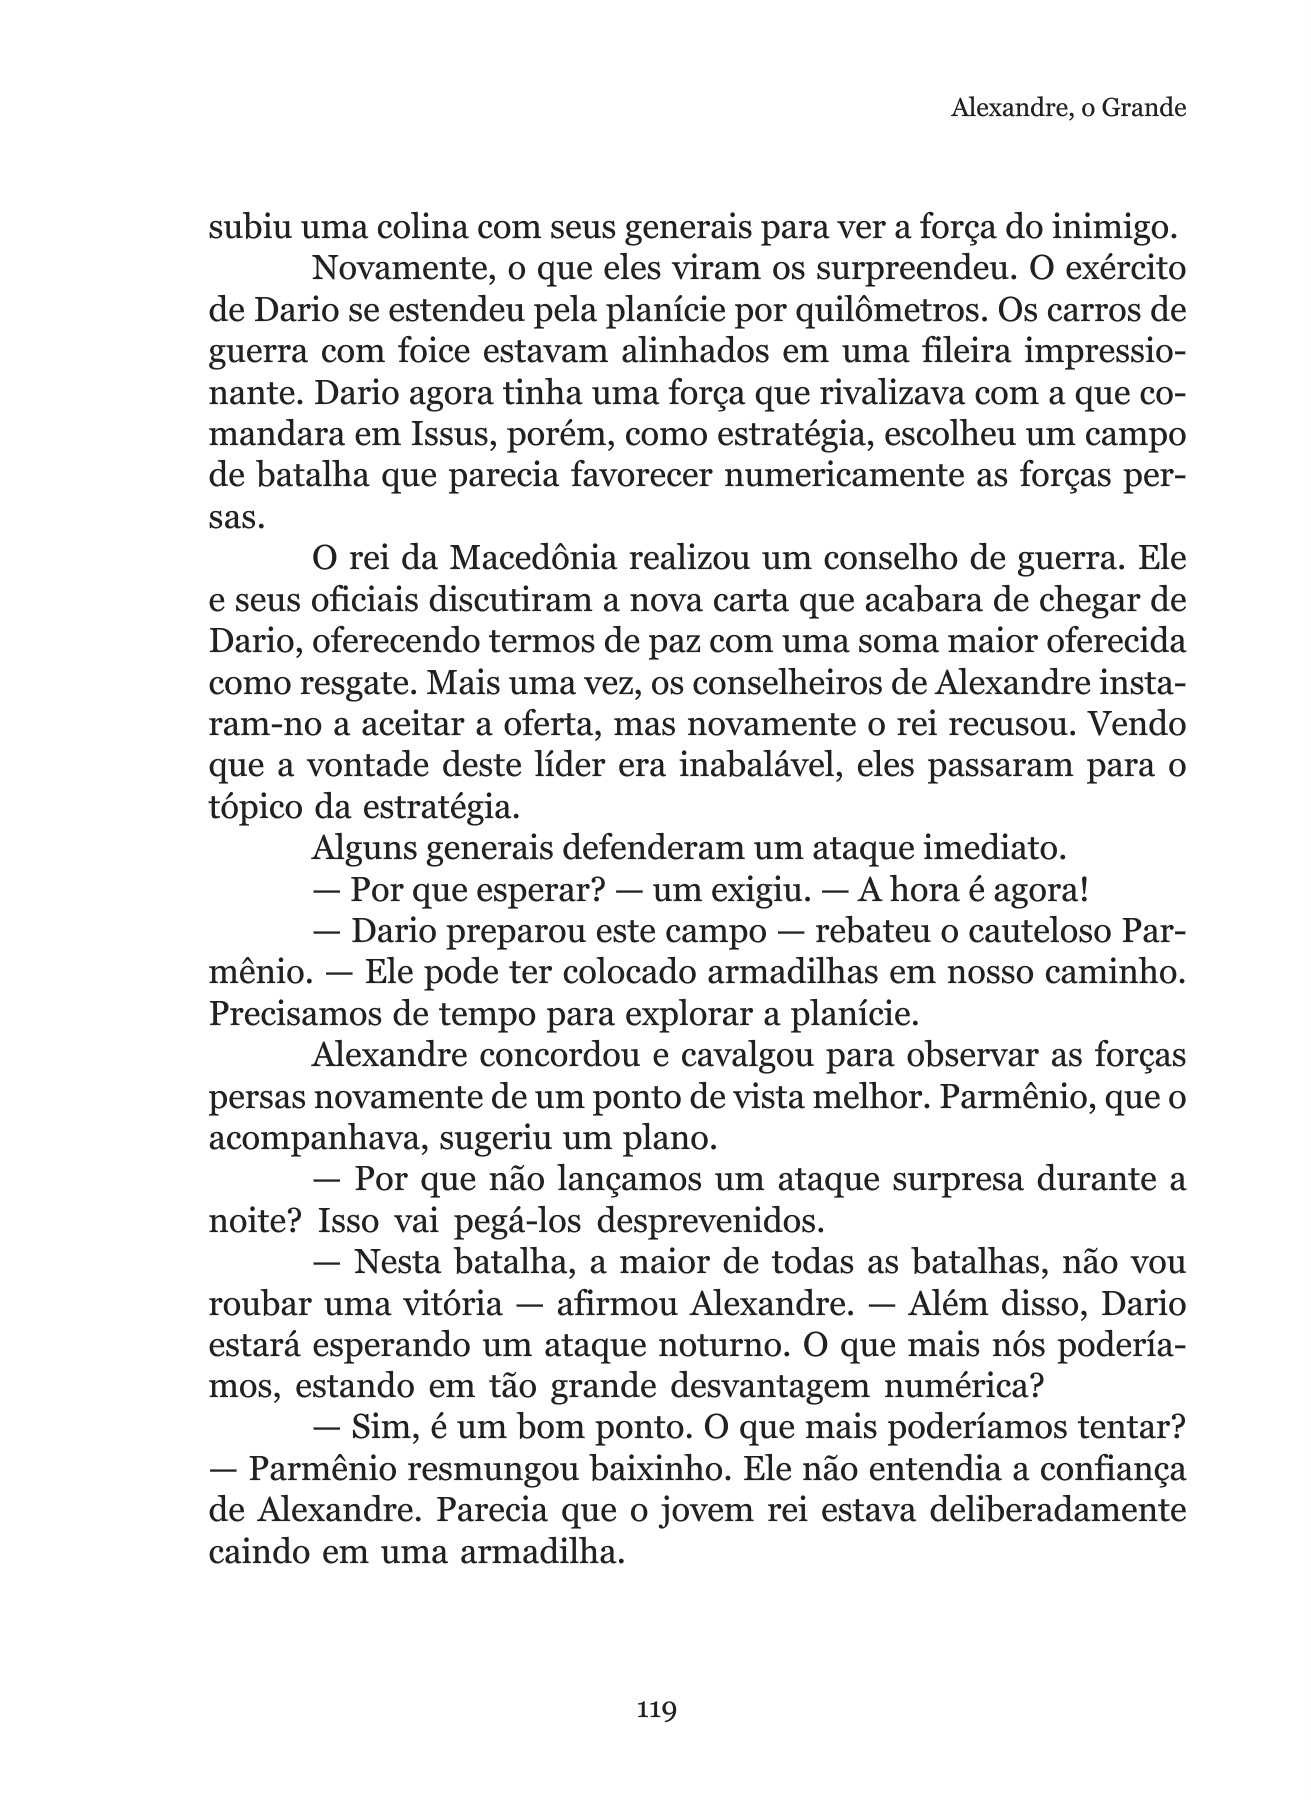 Alexandre, o Grande
subiu uma colina com seus generais para ver a força do inimigo.
Novamente, o que eles viram os surpreendeu. O exército
de Dario se estendeu pela planície por quilômetros. Os carros de
guerra com foice estavam alinhados em uma fileira impressio-
nante. Dario agora tinha uma força que rivalizava com a que co-
mandara em Issus, porém, como estratégia, escolheu um campo
de batalha que parecia favorecer numericamente as forças per-
sas.
O rei da Macedônia realizou um conselho de guerra. Ele
e seus oficiais discutiram a nova carta que acabara de chegar de
Dario, oferecendo termos de paz com uma soma maior oferecida
como resgate. Mais uma vez, os conselheiros de Alexandre insta-
ram-no a aceitar a oferta, mas novamente o rei recusou. Vendo
que a vontade deste líder era inabalável, eles passaram para o
tópico da estratégia.
Alguns generais defenderam um ataque imediato.
— Por que esperar? — um exigiu. — A hora é agora!
— Dario preparou este campo — rebateu o cauteloso Par-
mênio. — Ele pode ter colocado armadilhas em nosso caminho.
Precisamos de tempo para explorar a planície.
Alexandre concordou e cavalgou para observar as forças
persas novamente de um ponto de vista melhor. Parmênio, que o
acompanhava, sugeriu um plano.
— Por que não lançamos um ataque surpresa durante a
noite? Isso vai pegá-los desprevenidos.
— Nesta batalha, a maior de todas as batalhas, não vou
roubar uma vitória — afirmou Alexandre. — Além disso, Dario
estará esperando um ataque noturno. O que mais nós podería-
mos, estando em tão grande desvantagem numérica?
— Sim, é um bom ponto. O que mais poderíamos tentar?
— Parmênio resmungou baixinho. Ele não entendia a confiança
de Alexandre. Parecia que o jovem rei estava deliberadamente
caindo em uma armadilha.
119